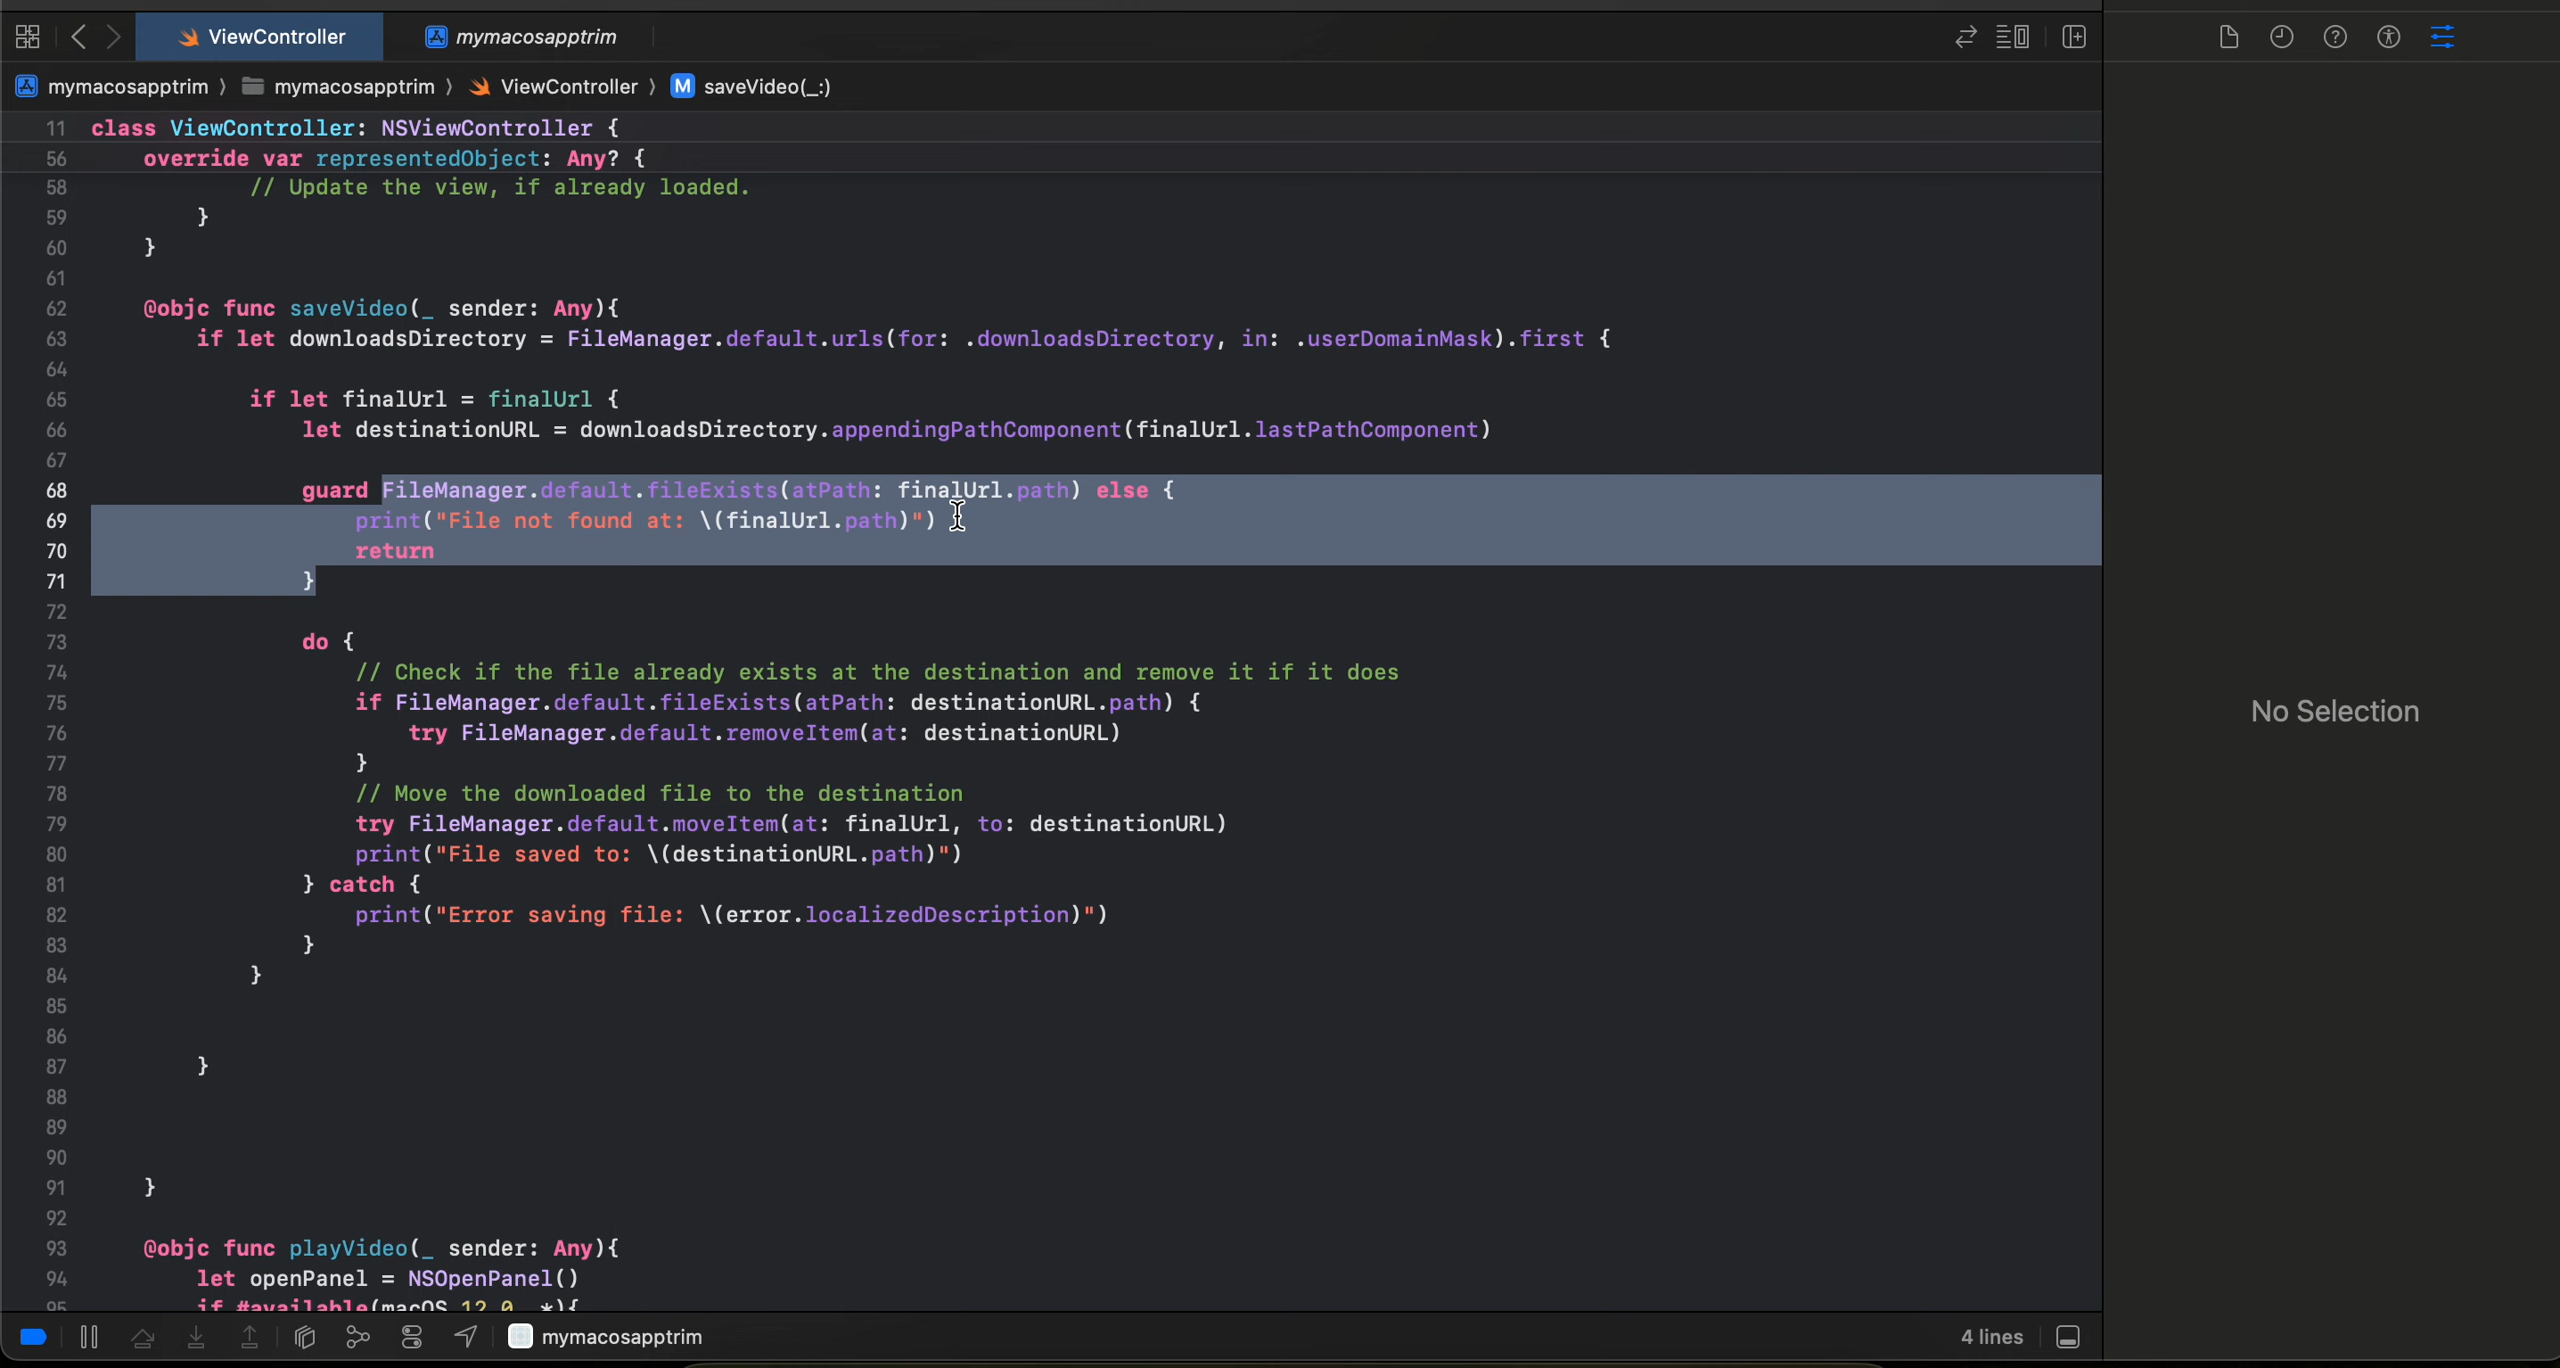 ViewController mymacosapptrim
mymacosapptrim 〉 mymacosapptrim 〉 ViewController 〉 M saveVideo(_:)
11 class ViewController: NSViewController {
56 override var representedObject: Any? {
58 // Update the view, if already loaded.
59 }
60 }
61
62 @objc func saveVideo(_ sender: Any){
63 if let downloadsDirectory = FileManager.default.urls(for: .downloadsDirectory, in: .userDomainMask).first {
64
65 if let finalUrl = finalUrl {
66 let destinationURL = downloadsDirectory.appendingPathComponent(finalUrl.lastPathComponent)
67
68 guard FileManager.default.fileExists(atPath: finalUrl.path) else {
69 print("File not found at: \(finalUrl.path)")
70 return
71 }
72
73 do {
74 // Check if the file already exists at the destination and remove it if it does
75 if FileManager.default.fileExists(atPath: destinationURL.path) {
76 try FileManager.default.removeItem(at: destinationURL)
77 }
78 // Move the downloaded file to the destination
79 try FileManager.default.moveItem(at: finalUrl, to: destinationURL)
80 print("File saved to: \(destinationURL.path)")
81 } catch {
82 print("Error saving file: \(error.localizedDescription)")
83 }
84 }
85
86
87 }
88
89
90
91 }
92
93 @objc func playVideo(_ sender: Any){
94 let openPanel = NSOpenPanel()
95 if #available(macOS 12.0, *){
No Selection
mymacosapptrim 4 lines